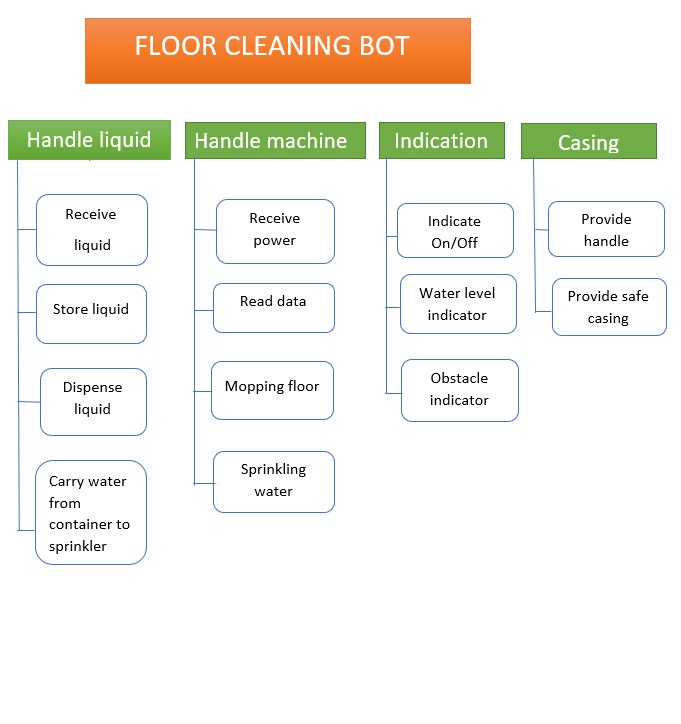 FLOOR CLEANING BOT
Handle liquid
Receive
liquid
Store liquid
Dispense
liquid
Carry water
from
container to
sprinkler
Handle machine
Receive
power
Read data
Mopping floor
Sprinkling
water
Indication
Indicate
On/Off
Water level
indicator
Obstacle
indicator
Casing
Provide
handle
Provide safe
casing